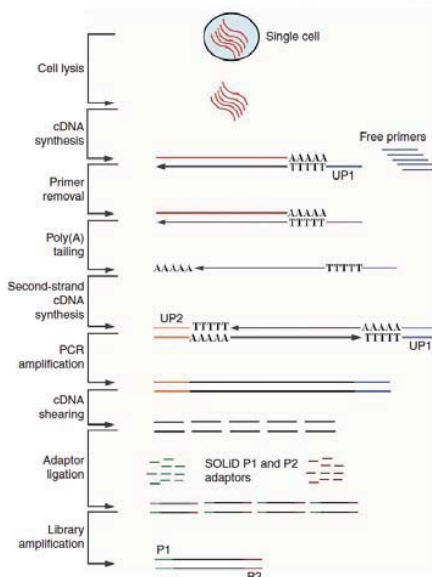 Single cell
Cell lysis
cDNA
synthesis
Free primers
AAAAA
TTTTT
UP1
Primer
removal
AAAAA
TTTTT
Poly(A)
tailing
AAAAA
TTTTT
Second-strand
cDNA
synthesis
UP2
TTTTT
AAAAA
AAAAA
TTTTT
UP1
PCR
amplification
cDNA
shearing
Adaptor
ligation
SOLiD P1 and P2
adaptors
Library
amplification
P1
P2